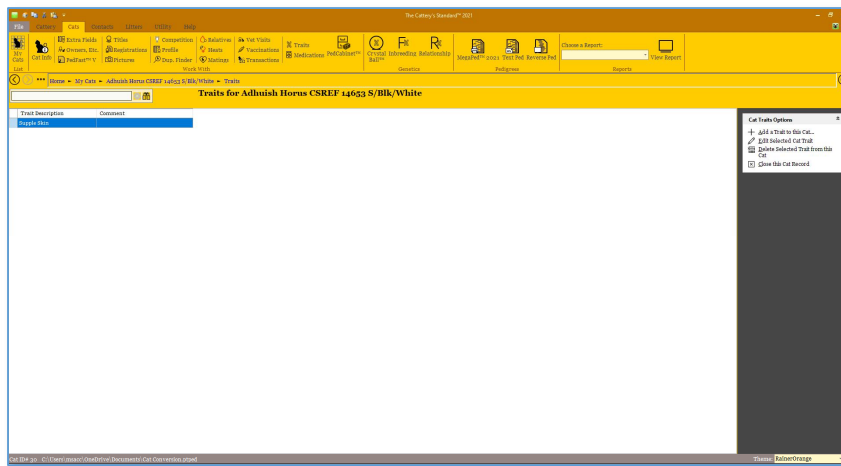 The Cattery's Standard™ 2021
File Cattery Cats Contacts Litters Utility Help
My Cats
Cat Info
Extra Fields
Owners, Etc.
PedFast™ V
Titles
Registrations
Pictures
Competition
Profile
Dup. Finder
Relatives
Heats
Matings
Vet Visits
Vaccinations
Transactions
Traits
Medications
PedCabinet™
Crystal Ball™
Inbreeding
Relationship
MegaPed™ 2021
Text Ped
Reverse Ped
Choose a Report:
View Report
List
Work With
Genetics
Pedigrees
Reports
Home ► My Cats ► Adhuish Horus CSREF 14653 S/Blk/White ► Traits
Traits for Adhuish Horus CSREF 14653 S/Blk/White
Trait Description Comment
Supple Skin
Cat Traits Options
Add a Trait to this Cat...
Edit Selected Cat Trait
Delete Selected Trait from this
Cat
Close this Cat Record
Theme: RainerOrange